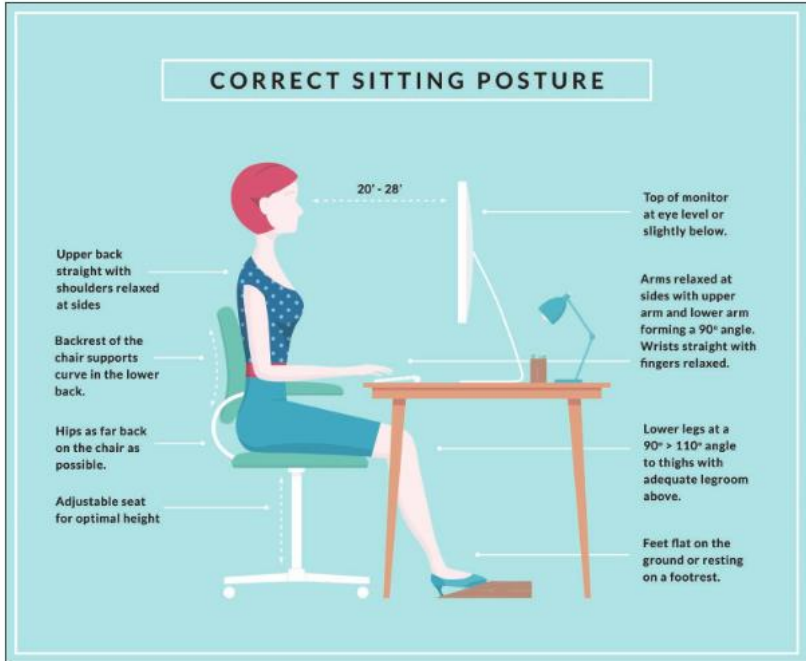 CORRECT SITTING POSTURE
20' - 28'
Top of monitor
at eye level or
slightly below.
Upper back
straight with
shoulders relaxed
at sides
Arms relaxed at
sides with upper
arm and lower arm
forming a 90° angle.
Wrists straight with
fingers relaxed.
Backrest of the
chair supports
curve in the lower
back.
Hips as far back
on the chair as
possible.
Lower legs at a
90° > 110° angle
to thighs with
adequate legroom
above.
Adjustable seat
for optimal height
Feet flat on the
ground or resting
on a footrest.